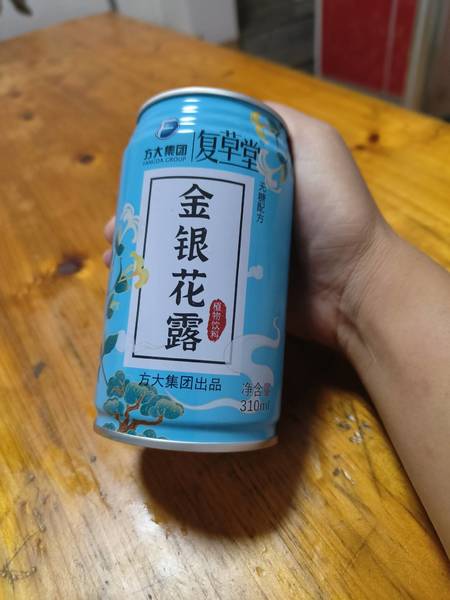 方大集团
FANGDA GROUP
复草堂
无糖配方
金银花露
植物饮料
方大集团出品
净含量
310ml